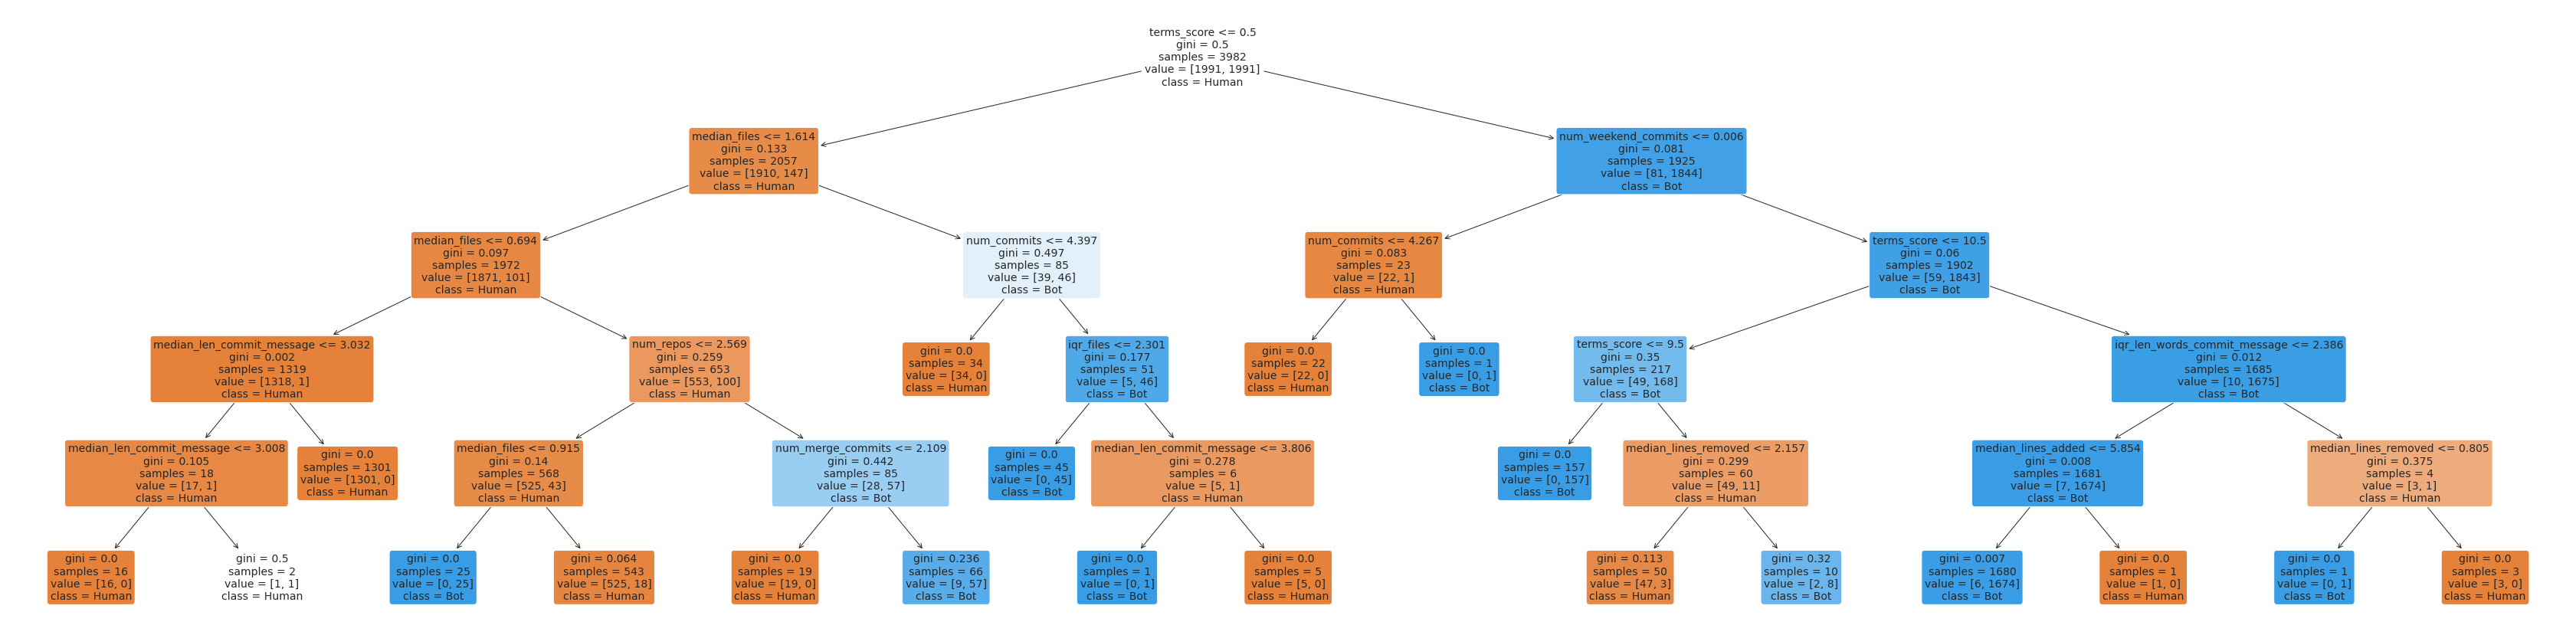 terms_score <= 0.5
gini = 0.5
samples = 3982
value = [1991, 1991]
class = Human
median_files <= 1.614
gini = 0.133
samples = 2057
value = [1910, 147]
class = Human
num_weekend_commits <= 0.006
gini = 0.081
samples = 1925
value = [81, 1844]
class = Bot
median_files <= 0.694
gini = 0.097
samples = 1972
value = [1871, 101]
class = Human
num_commits <= 4.397
gini = 0.497
samples = 85
value = [39, 46]
class = Bot
num_commits <= 4.267
gini = 0.083
samples = 23
value = [22, 1]
class = Human
terms_score <= 10.5
gini = 0.06
samples = 1902
value = [59, 1843]
class = Bot
median_len_commit_message <= 3.032
gini = 0.002
samples = 1319
value = [1318, 1]
class = Human
num_repos <= 2.569
gini = 0.259
samples = 653
value = [553, 100]
class = Human
gini = 0.0
samples = 34
value = [34, 0]
class = Human
iqr_files <= 2.301
gini = 0.177
samples = 51
value = [5, 46]
class = Bot
gini = 0.0
samples = 22
value = [22, 0]
class = Human
gini = 0.0
samples = 1
value = [0, 1]
class = Bot
terms_score <= 9.5
gini = 0.35
samples = 217
value = [49, 168]
class = Bot
iqr_len_words_commit_message <= 2.386
gini = 0.012
samples = 1685
value = [10, 1675]
class = Bot
median_len_commit_message <= 3.008
gini = 0.105
samples = 18
value = [17, 1]
class = Human
gini = 0.0
samples = 1301
value = [1301, 0]
class = Human
median_files <= 0.915
gini = 0.14
samples = 568
value = [525, 43]
class = Human
num_merge_commits <= 2.109
gini = 0.442
samples = 85
value = [28, 57]
class = Bot
gini = 0.0
samples = 45
value = [0, 45]
class = Bot
median_len_commit_message <= 3.806
gini = 0.278
samples = 6
value = [5, 1]
class = Human
gini = 0.0
samples = 157
value = [0, 157]
class = Bot
median_lines_removed <= 2.157
gini = 0.299
samples = 60
value = [49, 11]
class = Human
median_lines_added <= 5.854
gini = 0.008
samples = 1681
value = [7, 1674]
class = Bot
median_lines_removed <= 0.805
gini = 0.375
samples = 4
value = [3, 1]
class = Human
gini = 0.0
samples = 16
value = [16, 0]
class = Human
gini = 0.5
samples = 2
value = [1, 1]
class = Human
gini = 0.0
samples = 25
value = [0, 25]
class = Bot
gini = 0.064
samples = 543
value = [525, 18]
class = Human
gini = 0.0
samples = 19
value = [19, 0]
class = Human
gini = 0.236
samples = 66
value = [9, 57]
class = Bot
gini = 0.0
samples = 1
value = [0, 1]
class = Bot
gini = 0.0
samples = 5
value = [5, 0]
class = Human
gini = 0.113
samples = 50
value = [47, 3]
class = Human
gini = 0.32
samples = 10
value = [2, 8]
class = Bot
gini = 0.007
samples = 1680
value = [6, 1674]
class = Bot
gini = 0.0
samples = 1
value = [1, 0]
class = Human
gini = 0.0
samples = 1
value = [0, 1]
class = Bot
gini = 0.0
samples = 3
value = [3, 0]
class = Human